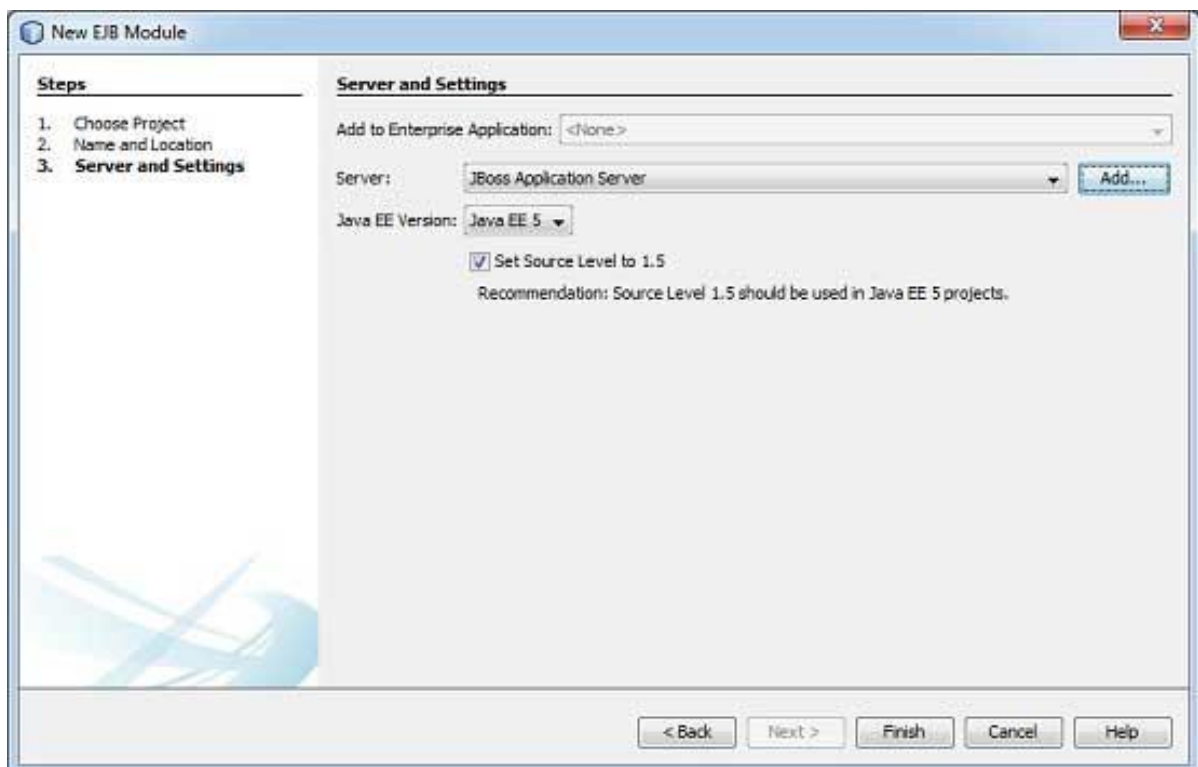 New EJB Module
Steps
1. Choose Project
2. Name and Location
3. Server and Settings
Server and Settings
Add to Enterprise Application: <None>
Server: JBoss Application Server Add...
Java EE Version: Java EE 5
Set Source Level to 1.5
Recommendation: Source Level 1.5 should be used in Java EE 5 projects.
< Back Next > Finish Cancel Help